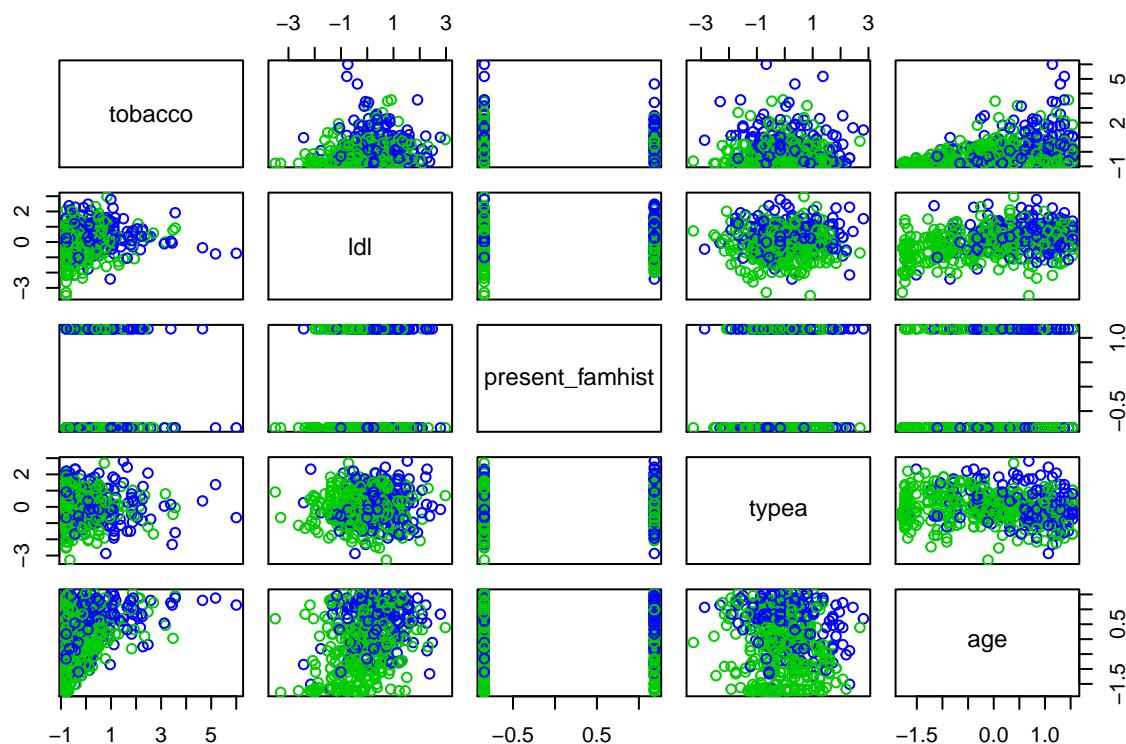 −3 −1 1 3 −3 −1 1 3
tobacco
−1 2 5
−3 0 2
ldl
present_famhist
−0.5 1.0
−3 0 2
typea
age
−1.5 0.5
−1 1 3 5 −0.5 0.5 −1.5 0.0 1.0